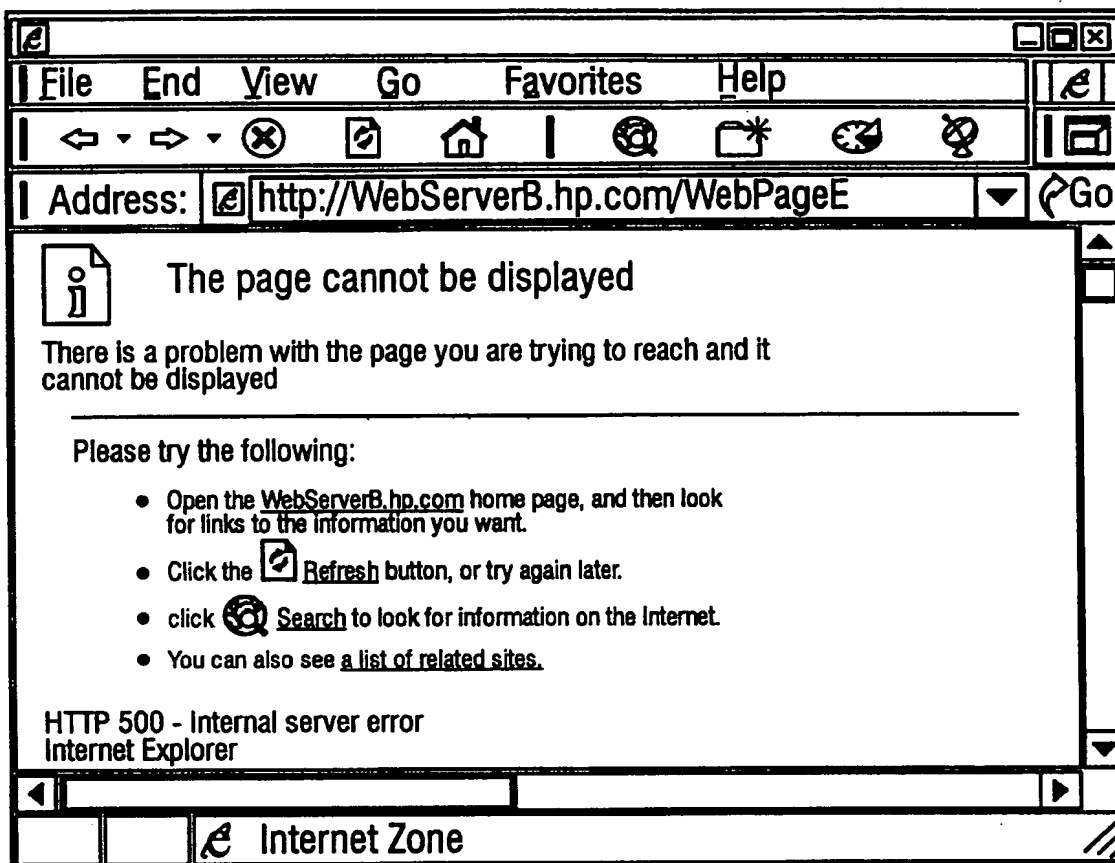 File End View Go Favorites Help
Address: http://WebServerB.hp.com/WebPageE Go
The page cannot be displayed
There is a problem with the page you are trying to reach and it
cannot be displayed
Please try the following:
• Open the WebServerB.hp.com home page, and then look
for links to the information you want.
• Click the Refresh button, or try again later.
• click Search to look for information on the Internet.
• You can also see a list of related sites.
HTTP 500 - Internal server error
Internet Explorer
Internet Zone